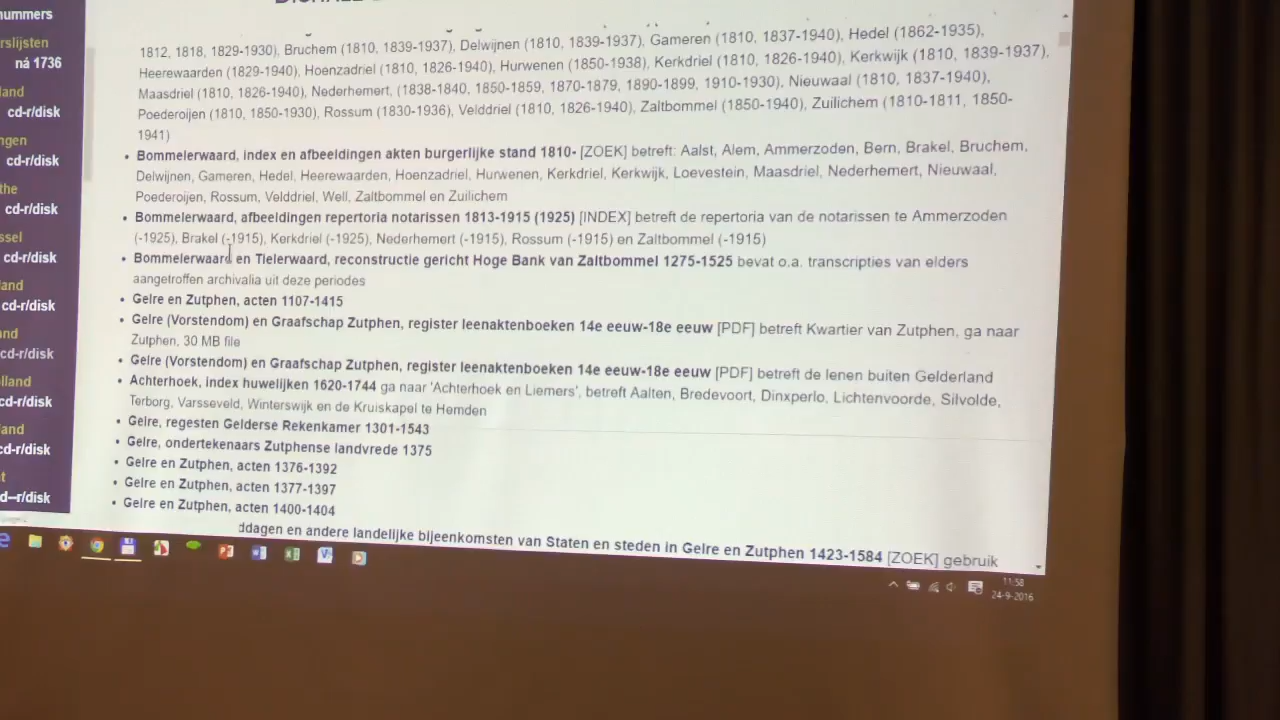 nummers
rslijsten
ná 1736
land
cd-r/disk
ngen
cd-r/disk
the
cd-r/disk
ssel
cd-r/disk
and
cd-r/disk
and
cd-r/disk
lland
cd-r/disk
and
cd-r/disk
t
d--r/disk
1812, 1818, 1829-1930), Bruchem (1810, 1839-1937), Delwijnen (1810, 1839-1937), Gameren (1810, 1837-1940), Hedel (1862-1935),
Heerewaarden (1829-1940), Hoenzadriel (1810, 1826-1940), Hurwenen (1850-1938), Kerkdriel (1810, 1826-1940), Kerkwijk (1810, 1839-1937),
Maasdriel (1810, 1826-1940), Nederhemert, (1838-1840, 1850-1859, 1870-1879, 1890-1899, 1910-1930), Nieuwaal (1810, 1837-1940),
Poederoijen (1810, 1850-1930), Rossum (1830-1936), Velddriel (1810, 1826-1940), Zaltbommel (1850-1940), Zuilichem (1810-1811, 1850-
1941)
• Bommelerwaard, index en afbeeldingen akten burgerlijke stand 1810- [ZOEK] betreft: Aalst, Alem, Ammerzoden, Bern, Brakel, Bruchem,
Delwijnen, Gameren, Hedel, Heerewaarden, Hoenzadriel, Hurwenen, Kerkdriel, Kerkwijk, Loevestein, Maasdriel, Nederhemert, Nieuwaal,
Poederoijen, Rossum, Velddriel, Well, Zaltbommel en Zuilichem
• Bommelerwaard, afbeeldingen repertoria notarissen 1813-1915 (1925) [INDEX] betreft de repertoria van de notarissen te Ammerzoden
(-1925), Brakel (-1915), Kerkdriel (-1925), Nederhemert (-1915), Rossum (-1915) en Zaltbommel (-1915)
• Bommelerwaard en Tielerwaard, reconstructie gericht Hoge Bank van Zaltbommel 1275-1525 bevat o.a. transcripties van elders
aangetroffen archivalia uit deze periodes
• Gelre en Zutphen, acten 1107-1415
• Gelre (Vorstendom) en Graafschap Zutphen, register leenaktenboeken 14e eeuw-18e eeuw [PDF] betreft Kwartier van Zutphen, ga naar
Zutphen, 30 MB file
• Gelre (Vorstendom) en Graafschap Zutphen, register leenaktenboeken 14e eeuw-18e eeuw [PDF] betreft de lenen buiten Gelderland
• Achterhoek, index huwelijken 1620-1744 ga naar 'Achterhoek en Liemers', betreft Aalten, Bredevoort, Dinxperlo, Lichtenvoorde, Silvolde,
Terborg, Varsseveld, Winterswijk en de Kruiskapel te Hemden
• Gelre, regesten Gelderse Rekenkamer 1301-1543
• Gelre, ondertekenaars Zutphense landvrede 1375
• Gelre en Zutphen, acten 1376-1392
• Gelre en Zutphen, acten 1377-1397
• Gelre en Zutphen, acten 1400-1404
ddagen en andere landelijke bijeenkomsten van Staten en steden in Gelre en Zutphen 1423-1584 [ZOEK] gebruik
11:58
24-9-2016